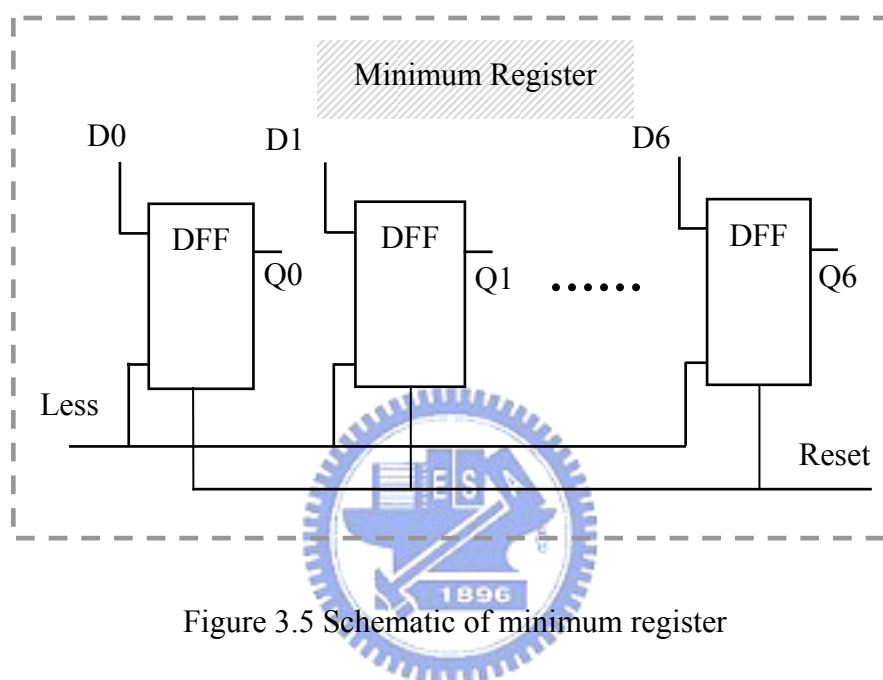 Minimum Register
D0
D1
D6
DFF
DFF
DFF
Q0
Q1
......
Q6
Less
Reset
ES
1896
Figure 3.5 Schematic of minimum register